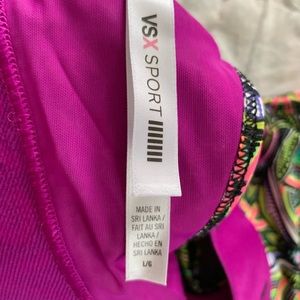 VSX SPORT
MADE IN
SRI LANKA /
FAIT AU SRI
LANKA /
HECHO EN
SRI LANKA
L/G